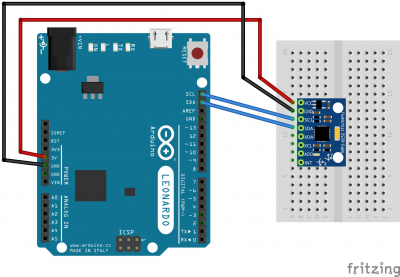 +VIN
ON
TX
RX
RESET
SCL
SDA
AREF
GND
~13
12
~11
~10
~9
8
IOREF
RST
3V3
5V
GND
GND
VIN
POWER
Arduino
LEONARDO
DIGITAL (PWM~)
7
~6
~5
4
~3
2
TX►1
RX◄0
A0
A1
A2
A3
A4
A5
ANALOG IN
ICSP
www.arduino.cc
MADE IN ITALY
VCC
GND
SCL
SDA
XDA
XCL
AD0
INT
fritzing